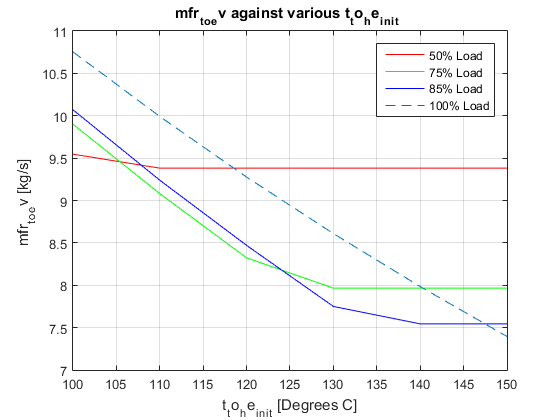 mfr_toe v against various t_t o_h e_init
11
10.5
10
9.5
9
8.5
8
7.5
7
mfr_toe v [kg/s]
50% Load
75% Load
85% Load
100% Load
100 105 110 115 120 125 130 135 140 145 150
t_t o_h e_init [Degrees C]